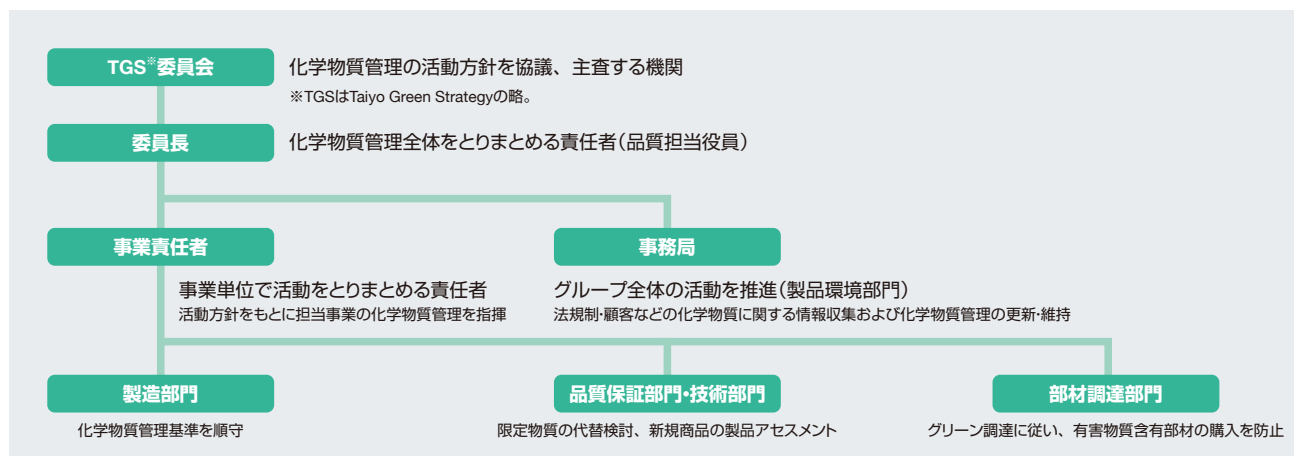 TGS※委員会
化学物質管理の活動方針を協議、主査する機関
※TGSはTaiyo Green Strategyの略。
委員長
化学物質管理全体をとりまとめる責任者(品質担当役員)
事業責任者
事務局
事業単位で活動をとりまとめる責任者
グループ全体の活動を推進(製品環境部門)
活動方針をもとに担当事業の化学物質管理を指揮
法規制・顧客などの化学物質に関する情報収集および化学物質管理の更新・維持
製造部門
品質保証部門・技術部門
部材調達部門
化学物質管理基準を順守
限定物質の代替検討、新規商品の製品アセスメント
グリーン調達に従い、有害物質含有部材の購入を防止